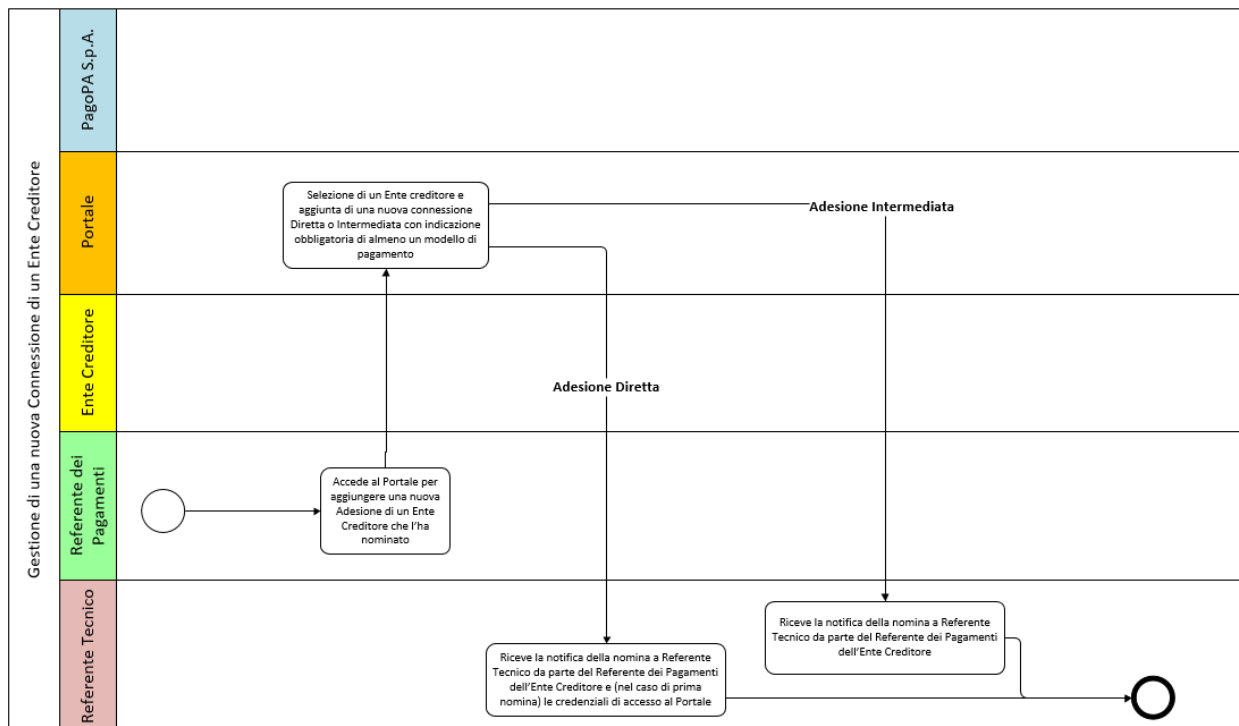 Gestione di una nuova Connessione di un Ente Creditore
PagoPA S.p.A.
Portale
Selezione di un Ente creditore e
aggiunta di una nuova connessione
Diretta o Intermediata con indicazione
obbligatoria di almeno un modello di
pagamento
Adesione Intermediata
Ente Creditore
Adesione Diretta
Referente dei
Pagamenti
Accede al Portale per
aggiungere una nuova
Adesione di un Ente
Creditore che l’ha
nominato
Referente Tecnico
Riceve la notifica della nomina a Referente
Tecnico da parte del Referente dei Pagamenti
dell’Ente Creditore e (nel caso di prima
nomina) le credenziali di accesso al Portale
Riceve la notifica della nomina a Referente
Tecnico da parte del Referente dei Pagamenti
dell’Ente Creditore